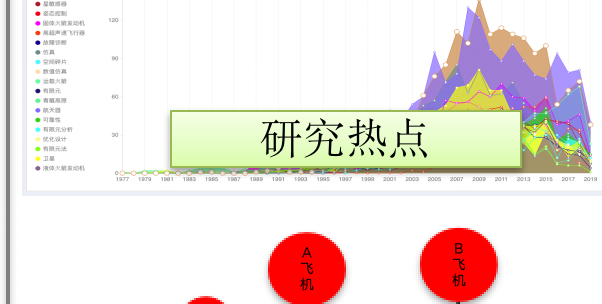 星敏感器
姿态控制
固体火箭发动机
高超声速飞行器
故障诊断
仿真
空间碎片
数值仿真
运载火箭
有限元
青藏高原
航天器
可靠性
有限元分析
优化设计
有限元法
卫星
液体火箭发动机
120
90
60
30
0
1977 1979 1981 1983 1985 1987 1989 1991 1993 1995 1997 1999 2001 2003 2005 2007 2009 2011 2013 2015 2017 2019
研究热点
A
飞
机
B
飞
机